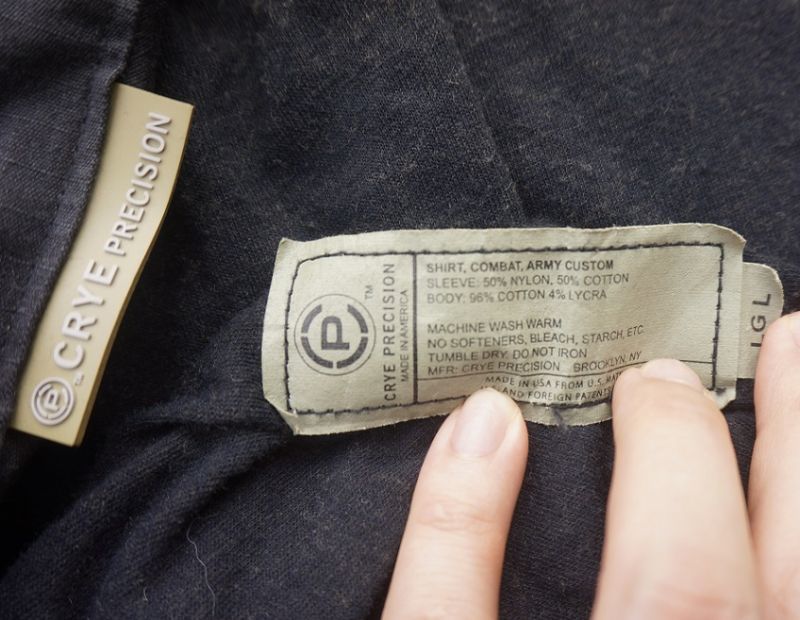 CRYE PRECISION
CRYE PRECISION™
MADE IN AMERICA
SHIRT, COMBAT, ARMY CUSTOM
SLEEVE: 50% NYLON, 50% COTTON
BODY: 96% COTTON 4% LYCRA
MACHINE WASH WARM
NO SOFTENERS, BLEACH, STARCH, ETC.
TUMBLE DRY. DO NOT IRON
MFR: CRYE PRECISION BROOKLYN, NY
MADE IN USA FROM U.S.
AND FOREIGN PATENTS
LG L